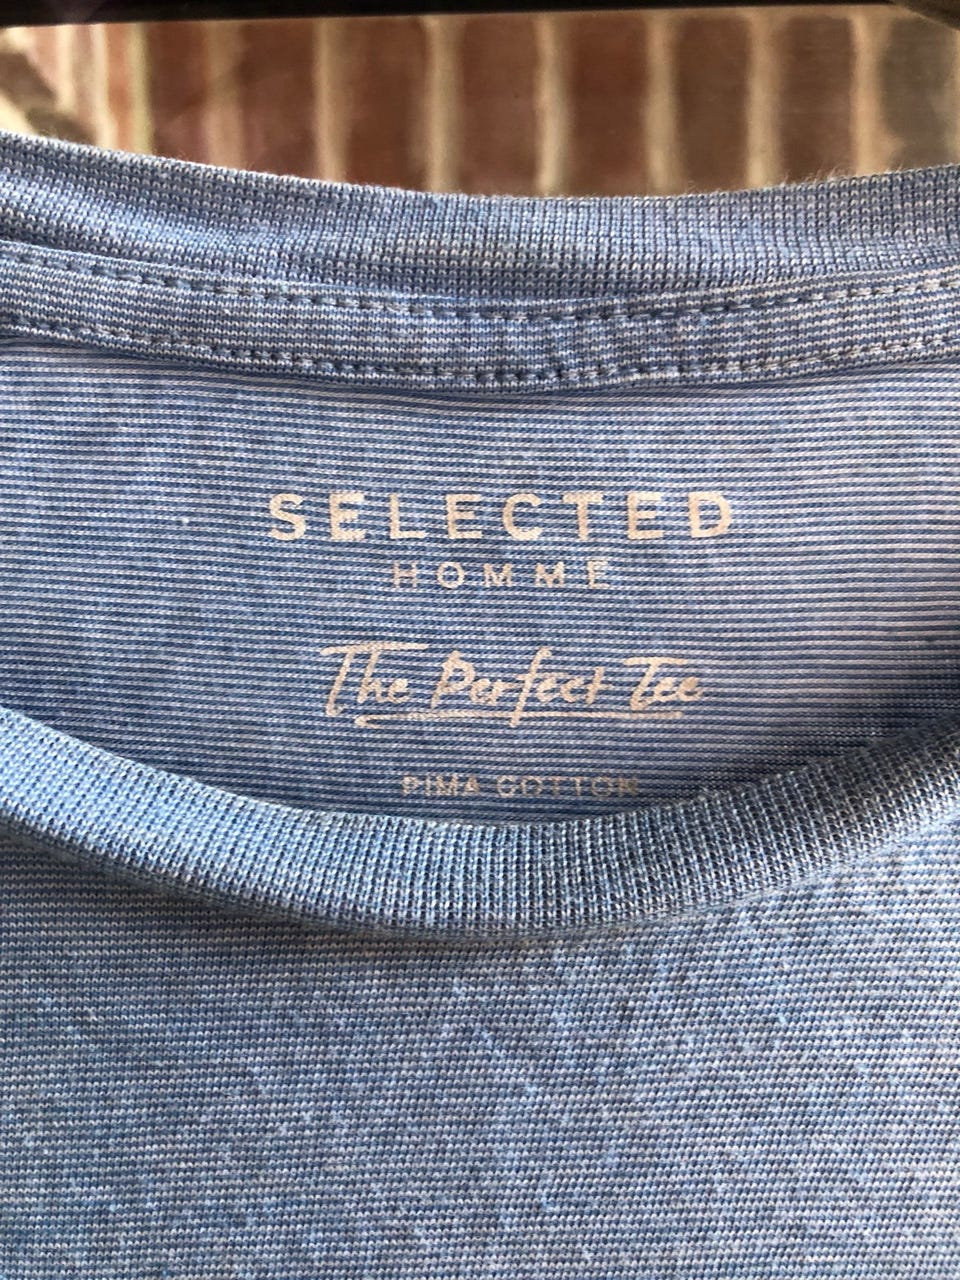 SELECTED
HOMME
The Perfect Tee
PIMA COTTON